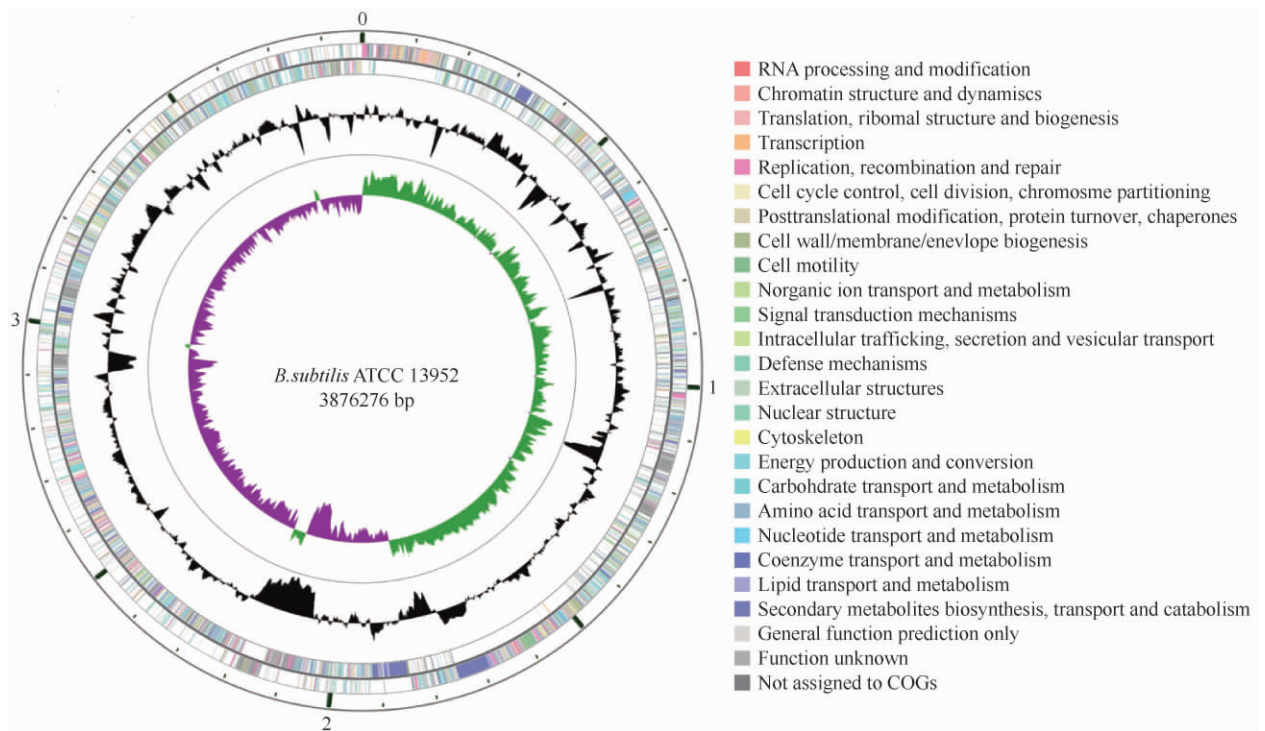 0
1
2
3
B.subtilis ATCC 13952
3876276 bp
RNA processing and modification
Chromatin structure and dynamiscs
Translation, ribomal structure and biogenesis
Transcription
Replication, recombination and repair
Cell cycle control, cell division, chromosme partitioning
Posttranslational modification, protein turnover, chaperones
Cell wall/membrane/enevlope biogenesis
Cell motility
Norganic ion transport and metabolism
Signal transduction mechanisms
Intracellular trafficking, secretion and vesicular transport
Defense mechanisms
Extracellular structures
Nuclear structure
Cytoskeleton
Energy production and conversion
Carbohdrate transport and metabolism
Amino acid transport and metabolism
Nucleotide transport and metabolism
Coenzyme transport and metabolism
Lipid transport and metabolism
Secondary metabolites biosynthesis, transport and catabolism
General function prediction only
Function unknown
Not assigned to COGs